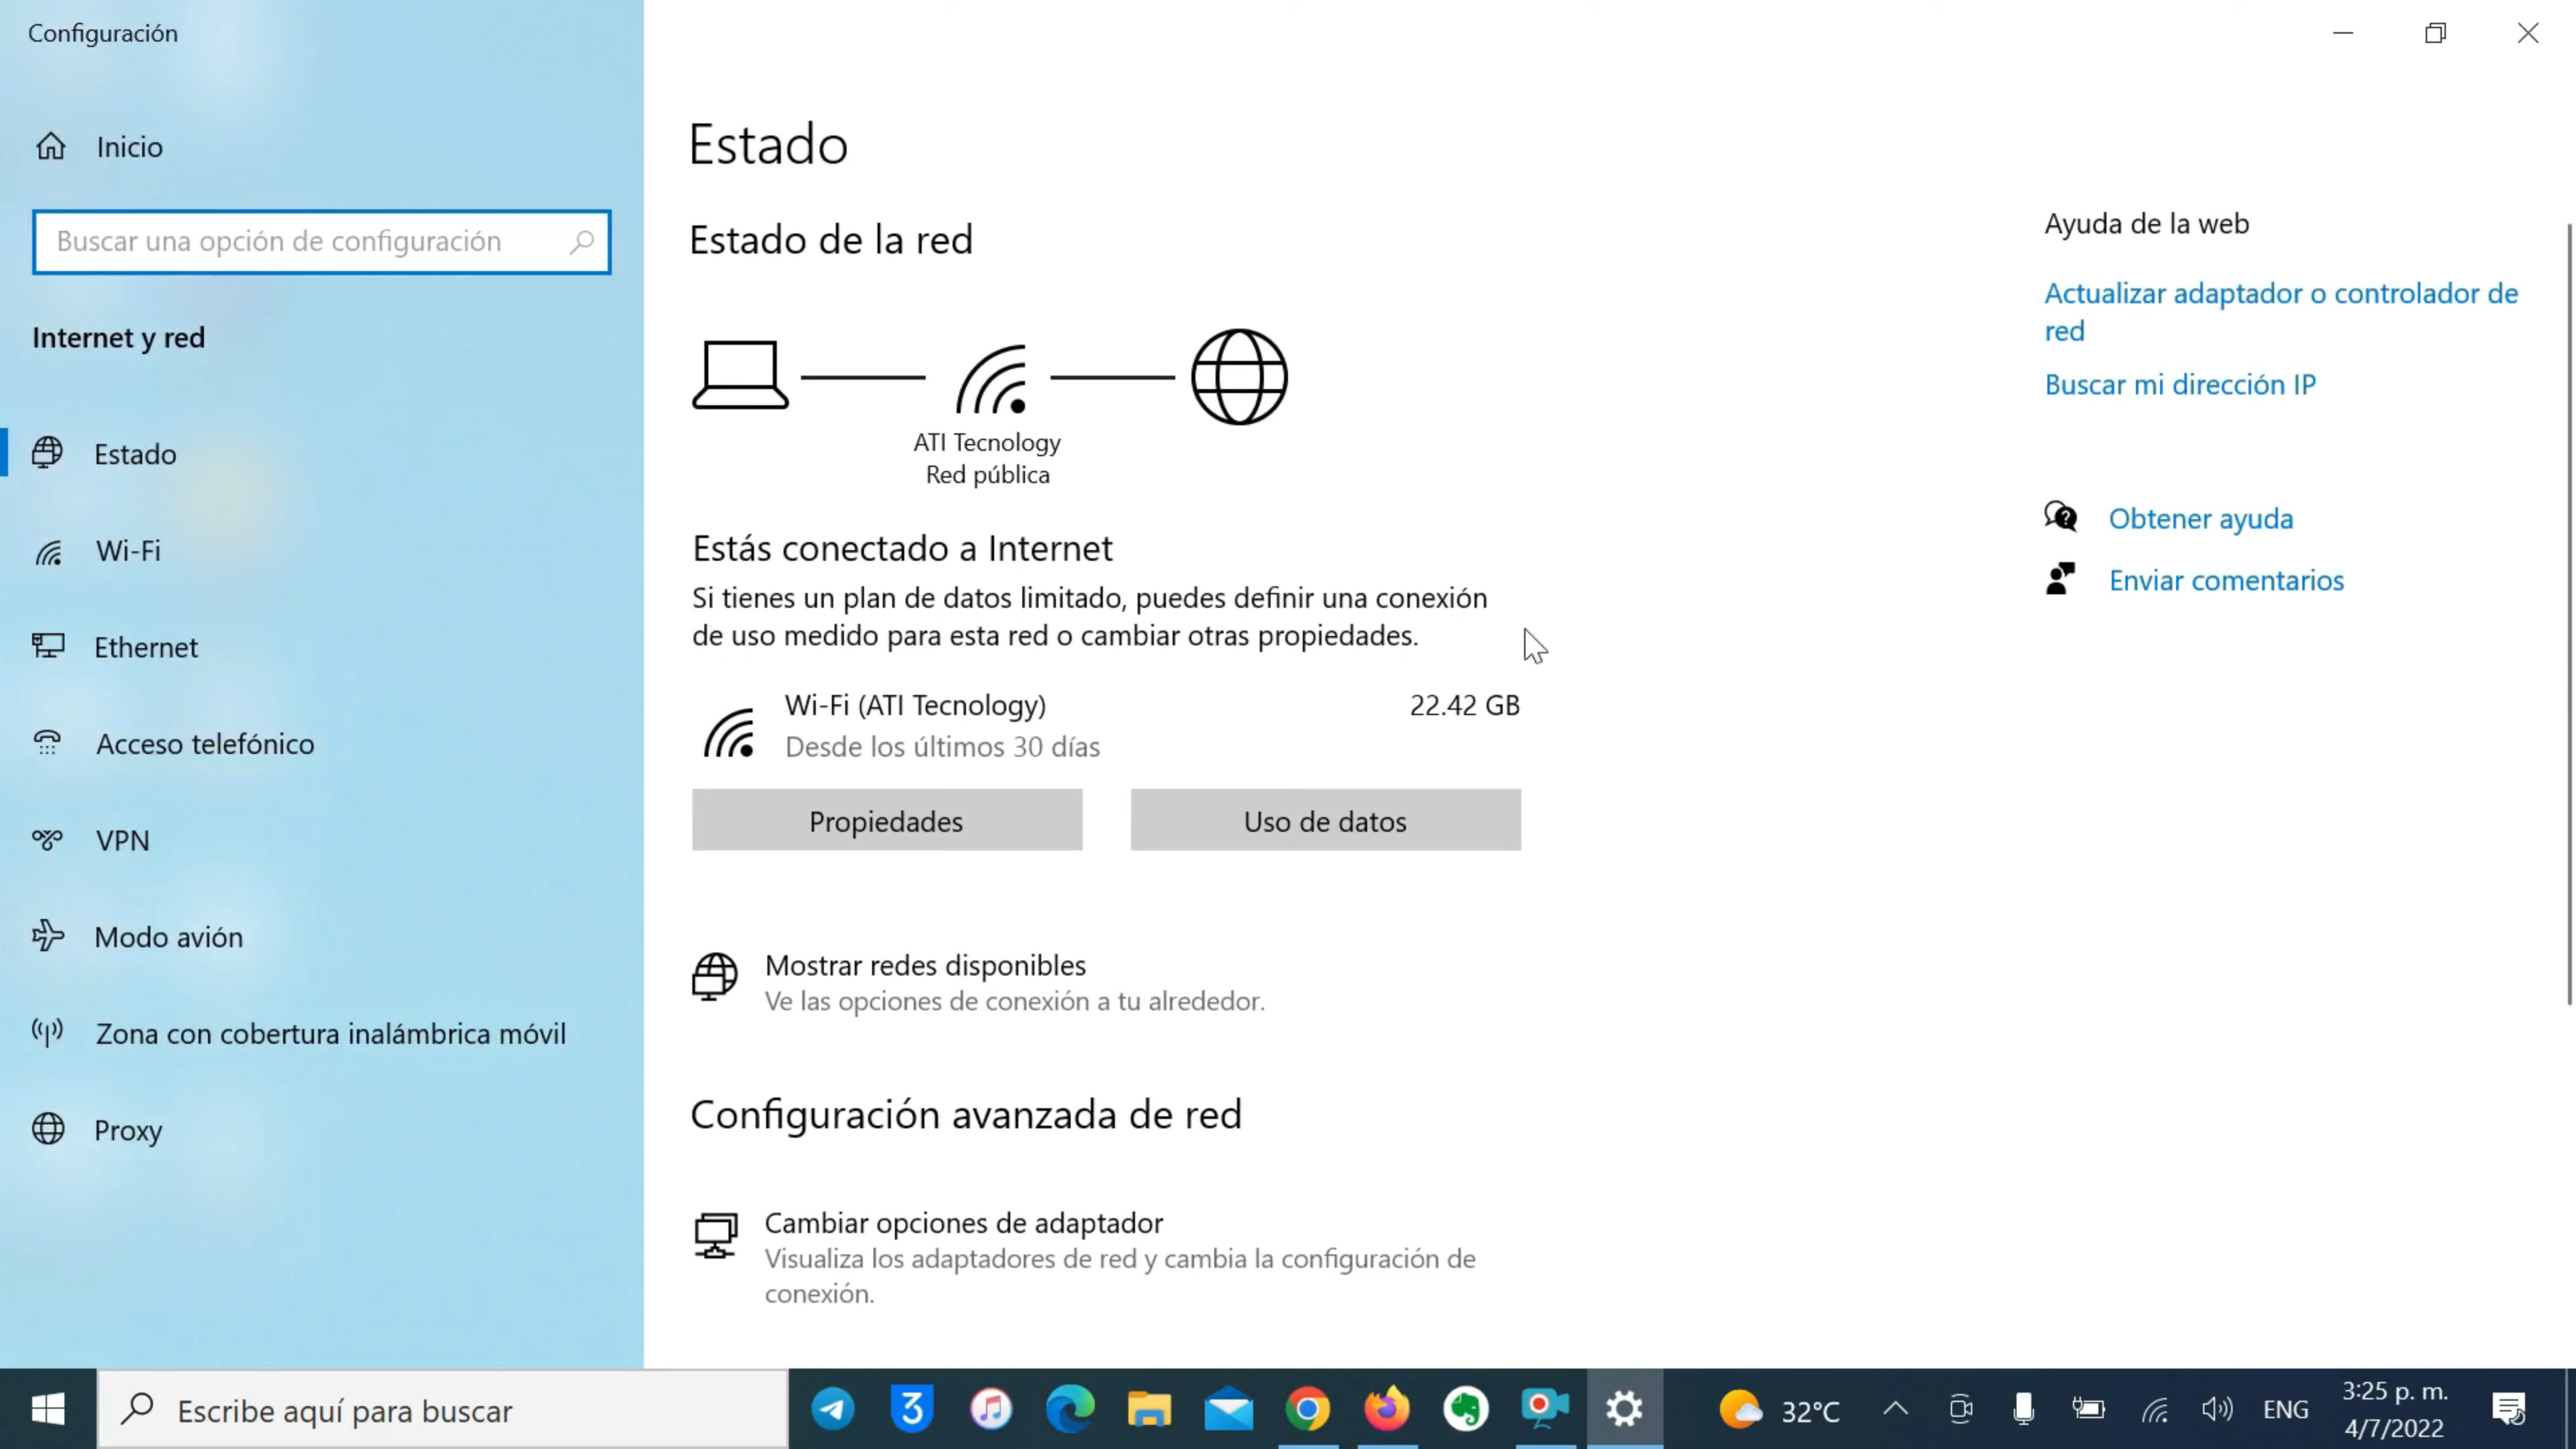 Configuración
Inicio
Buscar una opción de configuración
Internet y red
Estado
Wi-Fi
Ethernet
Acceso telefónico
VPN
Modo avión
Zona con cobertura inalámbrica móvil
Proxy
Estado
Estado de la red
ATI Tecnology
Red pública
Estás conectado a Internet
Si tienes un plan de datos limitado, puedes definir una conexión
de uso medido para esta red o cambiar otras propiedades.
Wi-Fi (ATI Tecnology)
22.42 GB
Desde los últimos 30 días
Propiedades
Uso de datos
Mostrar redes disponibles
Ve las opciones de conexión a tu alrededor.
Configuración avanzada de red
Cambiar opciones de adaptador
Visualiza los adaptadores de red y cambia la configuración de
conexión.
Ayuda de la web
Actualizar adaptador o controlador de
red
Buscar mi dirección IP
Obtener ayuda
Enviar comentarios
Escribe aquí para buscar
3
32°C
ENG
3:25 p. m.
4/7/2022